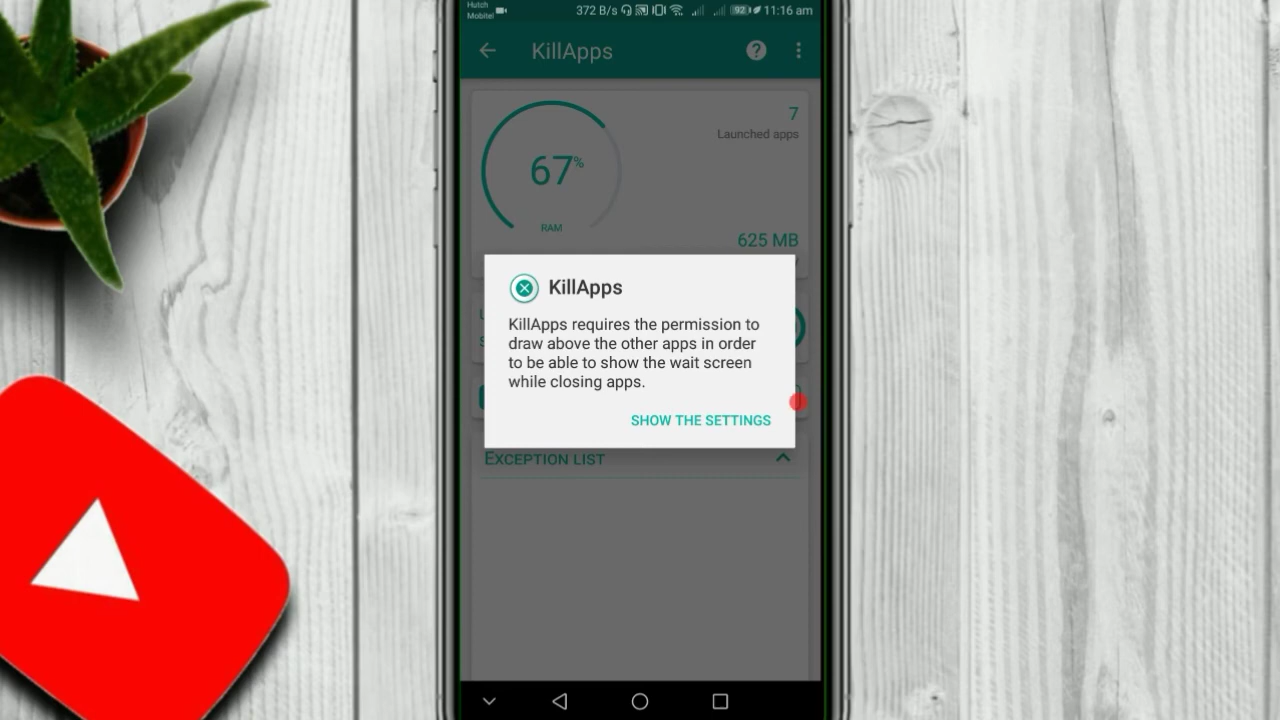 Hutch
Mobitel
372 B/s
92
11:16 am
KillApps
7
Launched apps
67%
RAM
625 MB
KillApps
KillApps requires the permission to
draw above the other apps in order
to be able to show the wait screen
while closing apps.
SHOW THE SETTINGS
EXCEPTION LIST